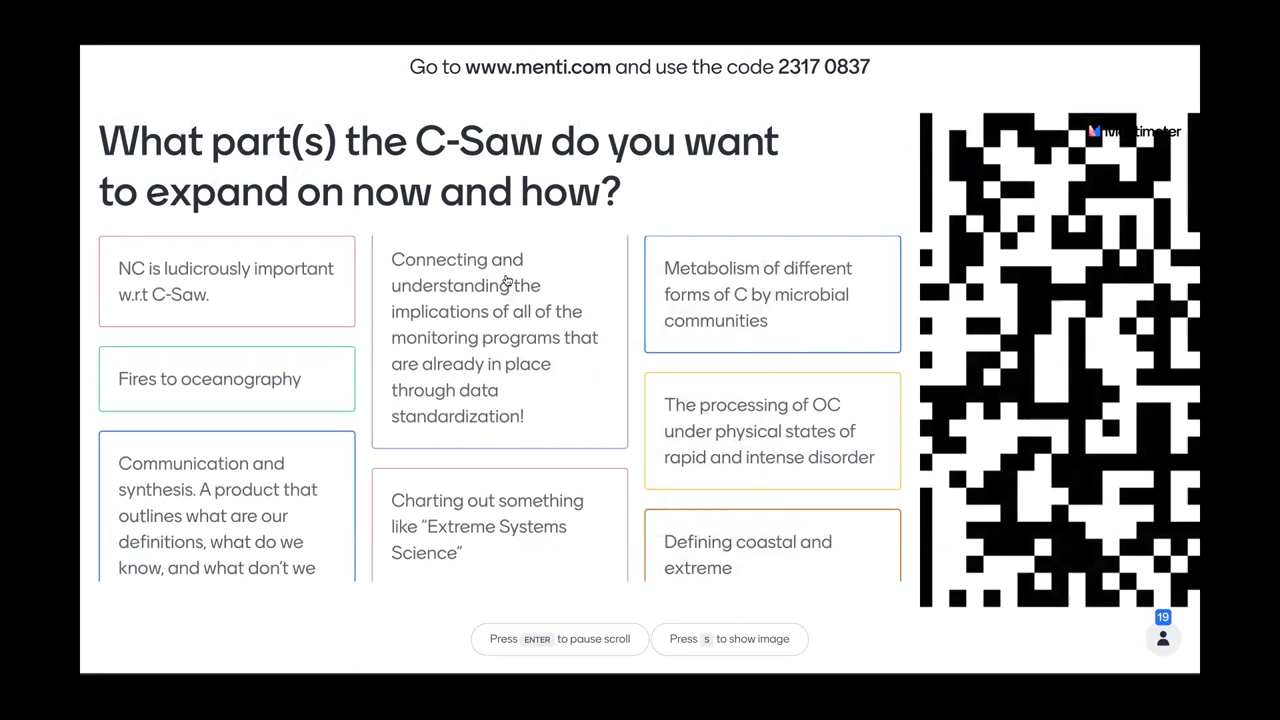 Go to www.menti.com and use the code 2317 0837
What part(s) the C-Saw do you want
to expand on now and how?
NC is ludicrously important
w.r.t C-Saw.
Fires to oceanography
Communication and
synthesis. A product that
outlines what are our
definitions, what do we
know, and what don't we
Connecting and
understanding the
implications of all of the
monitoring programs that
are already in place
through data
standardization!
Charting out something
like "Extreme Systems
Science"
Metabolism of different
forms of C by microbial
communities
The processing of OC
under physical states of
rapid and intense disorder
Defining coastal and
extreme
Mentimeter
Press ENTER to pause scroll
Press S to show image
19